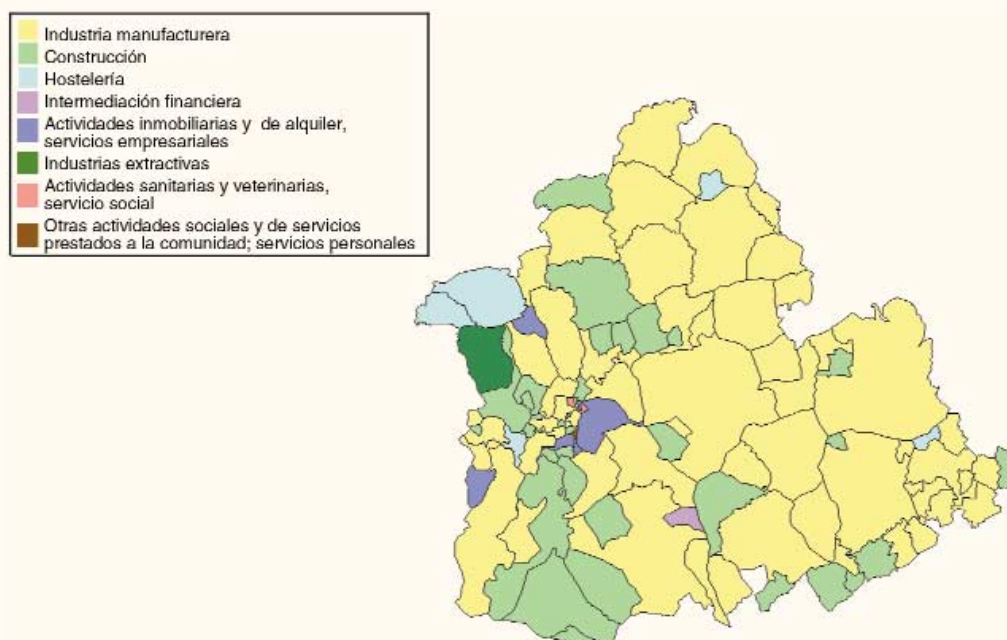 Industria manufacturera
Construcción
Hostelería
Intermediación financiera
Actividades inmobiliarias y de alquiler,
servicios empresariales
Industrias extractivas
Actividades sanitarias y veterinarias,
servicio social
Otras actividades sociales y de servicios
prestados a la comunidad; servicios personales